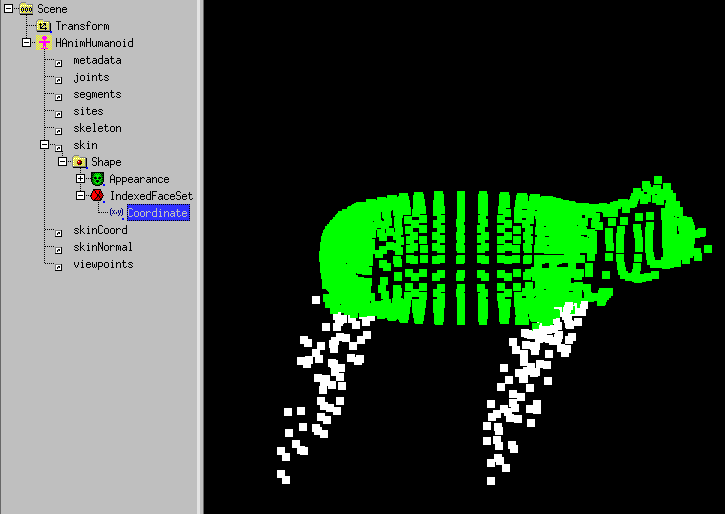 Scene
Transform
HAnimHumanoid
metadata
joints
segments
sites
skeleton
skin
Shape
Appearance
IndexedFaceSet
Coordinate
skinCoord
skinNormal
viewpoints